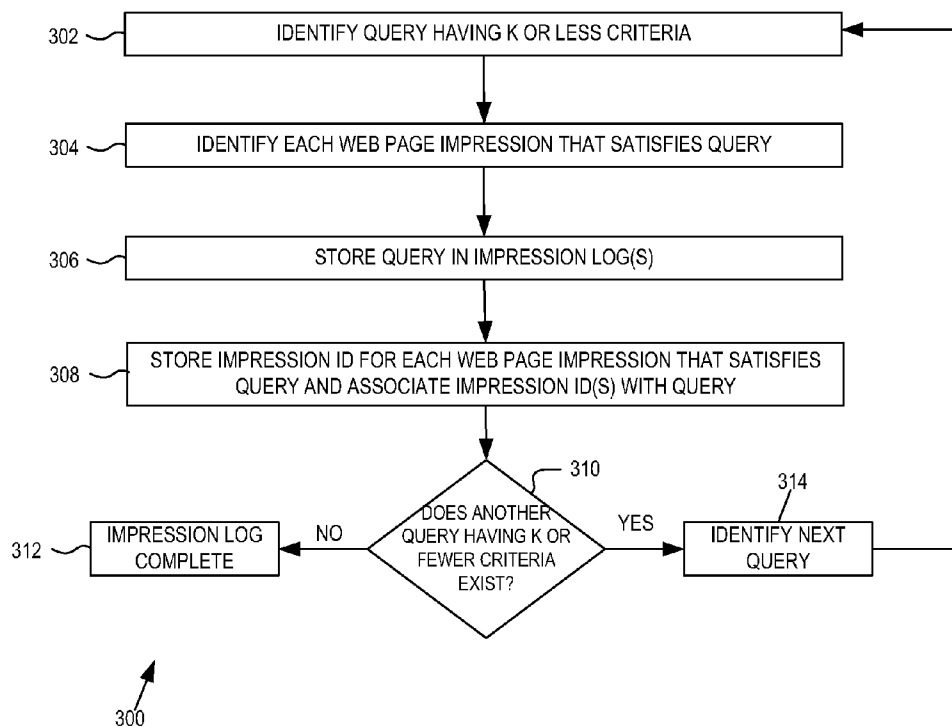 302
IDENTIFY QUERY HAVING K OR LESS CRITERIA
304
IDENTIFY EACH WEB PAGE IMPRESSION THAT SATISFIES QUERY
306
STORE QUERY IN IMPRESSION LOG(S)
308
STORE IMPRESSION ID FOR EACH WEB PAGE IMPRESSION THAT SATISFIES
QUERY AND ASSOCIATE IMPRESSION ID(S) WITH QUERY
310
DOES ANOTHER
QUERY HAVING K OR
FEWER CRITERIA
EXIST?
NO
312
IMPRESSION LOG
COMPLETE
YES
314
IDENTIFY NEXT
QUERY
300